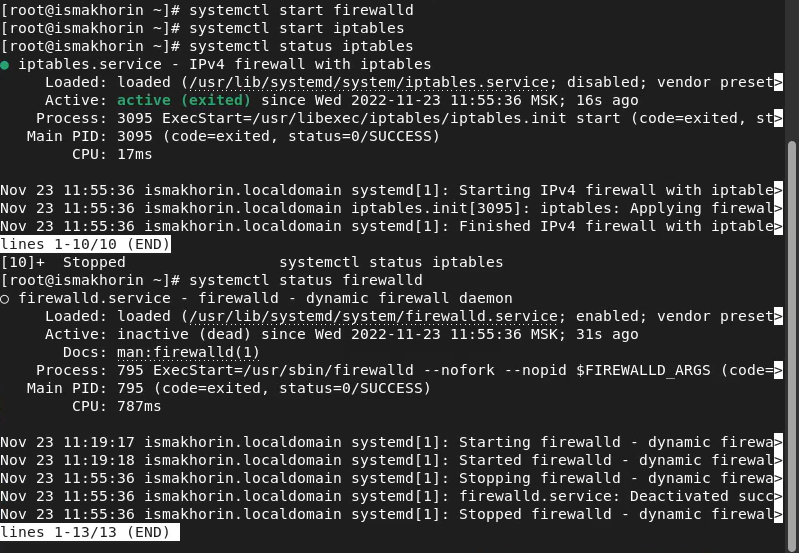 [root@ismakhorin ~]# systemctl start firewalld
[root@ismakhorin ~]# systemctl start iptables
[root@ismakhorin ~]# systemctl status iptables
● iptables.service - IPv4 firewall with iptables
     Loaded: loaded (/usr/lib/systemd/system/iptables.service; disabled; vendor preset>
     Active: active (exited) since Wed 2022-11-23 11:55:36 MSK; 16s ago
    Process: 3095 ExecStart=/usr/libexec/iptables/iptables.init start (code=exited, st>
   Main PID: 3095 (code=exited, status=0/SUCCESS)
        CPU: 17ms

Nov 23 11:55:36 ismakhorin.localdomain systemd[1]: Starting IPv4 firewall with iptable>
Nov 23 11:55:36 ismakhorin.localdomain iptables.init[3095]: iptables: Applying firewal>
Nov 23 11:55:36 ismakhorin.localdomain systemd[1]: Finished IPv4 firewall with iptable>
lines 1-10/10 (END)
[10]+  Stopped                 systemctl status iptables
[root@ismakhorin ~]# systemctl status firewalld
○ firewalld.service - firewalld - dynamic firewall daemon
     Loaded: loaded (/usr/lib/systemd/system/firewalld.service; enabled; vendor preset>
     Active: inactive (dead) since Wed 2022-11-23 11:55:36 MSK; 31s ago
       Docs: man:firewalld(1)
    Process: 795 ExecStart=/usr/sbin/firewalld --nofork --nopid $FIREWALLD_ARGS (code=>
   Main PID: 795 (code=exited, status=0/SUCCESS)
        CPU: 787ms

Nov 23 11:19:17 ismakhorin.localdomain systemd[1]: Starting firewalld - dynamic firewa>
Nov 23 11:19:18 ismakhorin.localdomain systemd[1]: Started firewalld - dynamic firewal>
Nov 23 11:55:36 ismakhorin.localdomain systemd[1]: Stopping firewalld - dynamic firewa>
Nov 23 11:55:36 ismakhorin.localdomain systemd[1]: firewalld.service: Deactivated succ>
Nov 23 11:55:36 ismakhorin.localdomain systemd[1]: Stopped firewalld - dynamic firewal>
lines 1-13/13 (END)